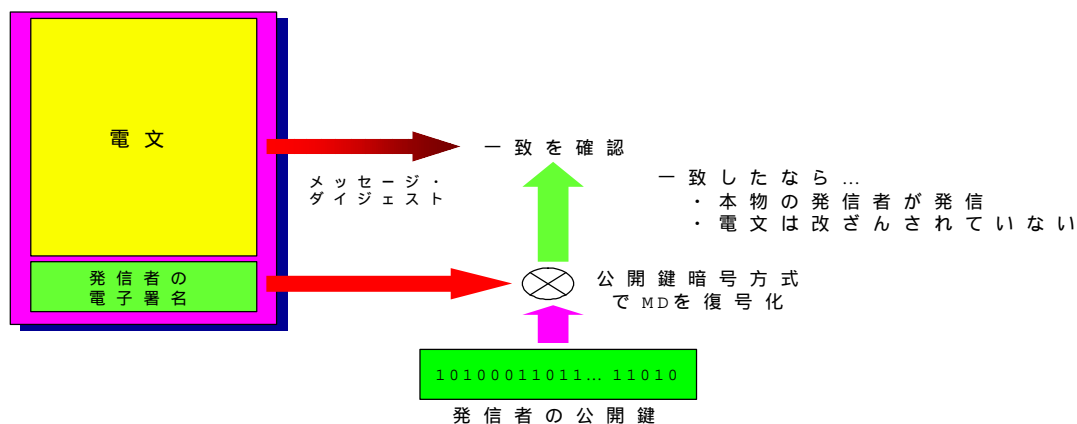 電文
一致を確認
メッセージ・
ダイジェスト
一致したなら…
・本物の発信者が発信
・電文は改ざんされていない
発信者の
電子署名
公開鍵暗号方式
でMDを復号化
10100011011…11010
発信者の公開鍵